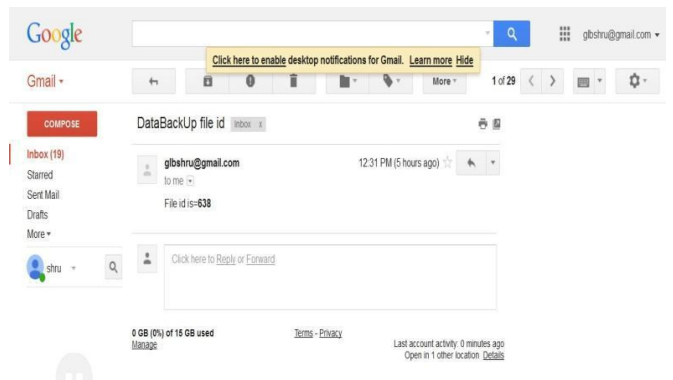 Google
glbshru@gmail.com
Click here to enable desktop notifications for Gmail. Learn more Hide
Gmail
More
1 of 29
COMPOSE
DataBackUp file id Inbox x
Inbox (19)
Starred
Sent Mail
Drafts
More
glbshru@gmail.com
12:31 PM (5 hours ago)
to me
File id is=638
shru
Click here to Reply or Forward
0 GB (0%) of 15 GB used
Manage
Terms - Privacy
Last account activity: 0 minutes ago
Open in 1 other location Details